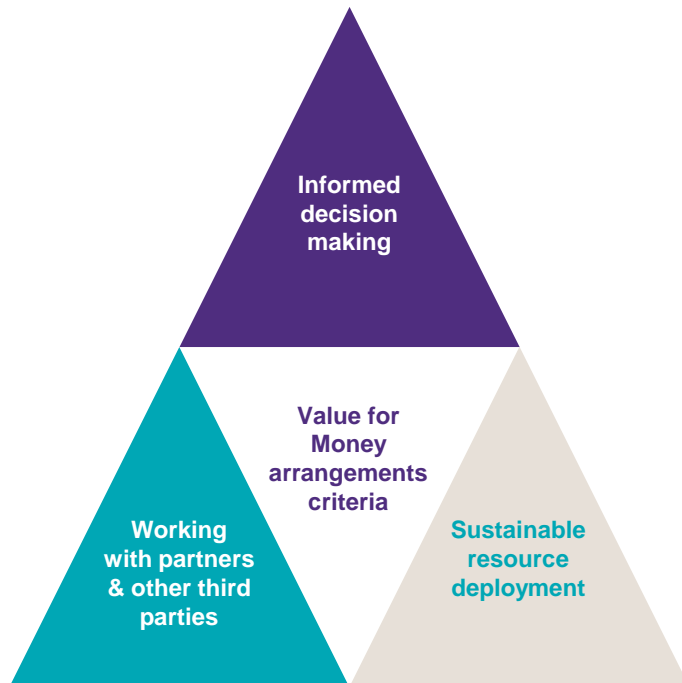 Informed
decision
making
Value for
Money
arrangements
criteria
Working
with partners
& other third
parties
Sustainable
resource
deployment